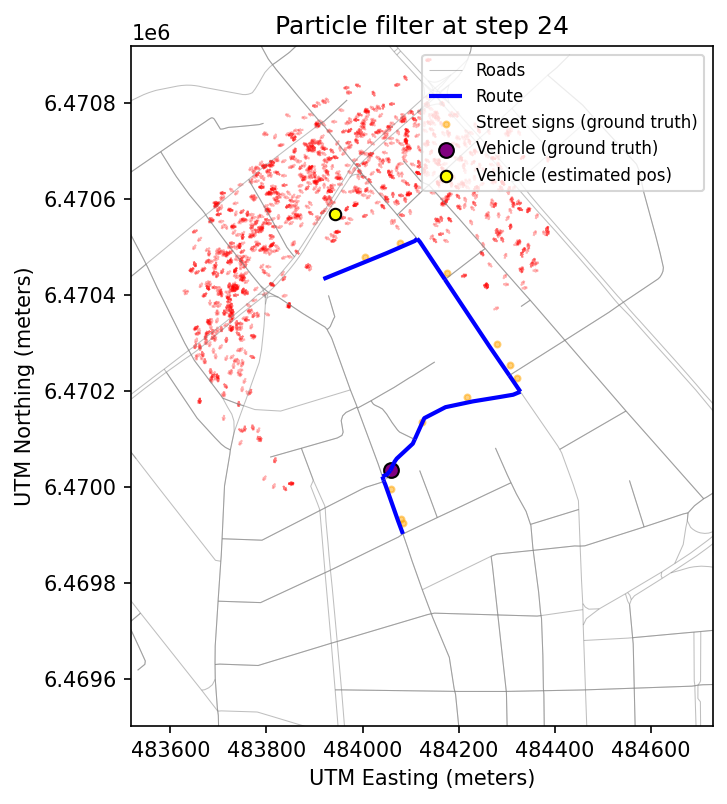 Particle filter at step 24
1e6
Roads
Route
Street signs (ground truth)
Vehicle (ground truth)
Vehicle (estimated pos)
6.4708
6.4706
6.4704
6.4702
6.4700
6.4698
6.4696
UTM Northing (meters)
483600 483800 484000 484200 484400 484600
UTM Easting (meters)